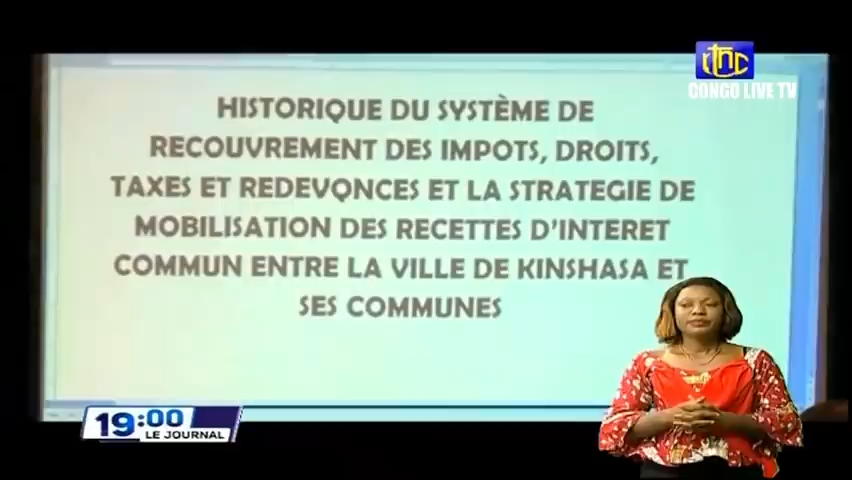 rtnc
CONGO LIVE TV
HISTORIQUE DU SYSTÈME DE
RECOUVREMENT DES IMPOTS, DROITS,
TAXES ET REDEVQNCES ET LA STRATEGIE DE
MOBILISATION DES RECETTES D'INTERET
COMMUN ENTRE LA VILLE DE KINSHASA ET
SES COMMUNES
19:00
LE JOURNAL